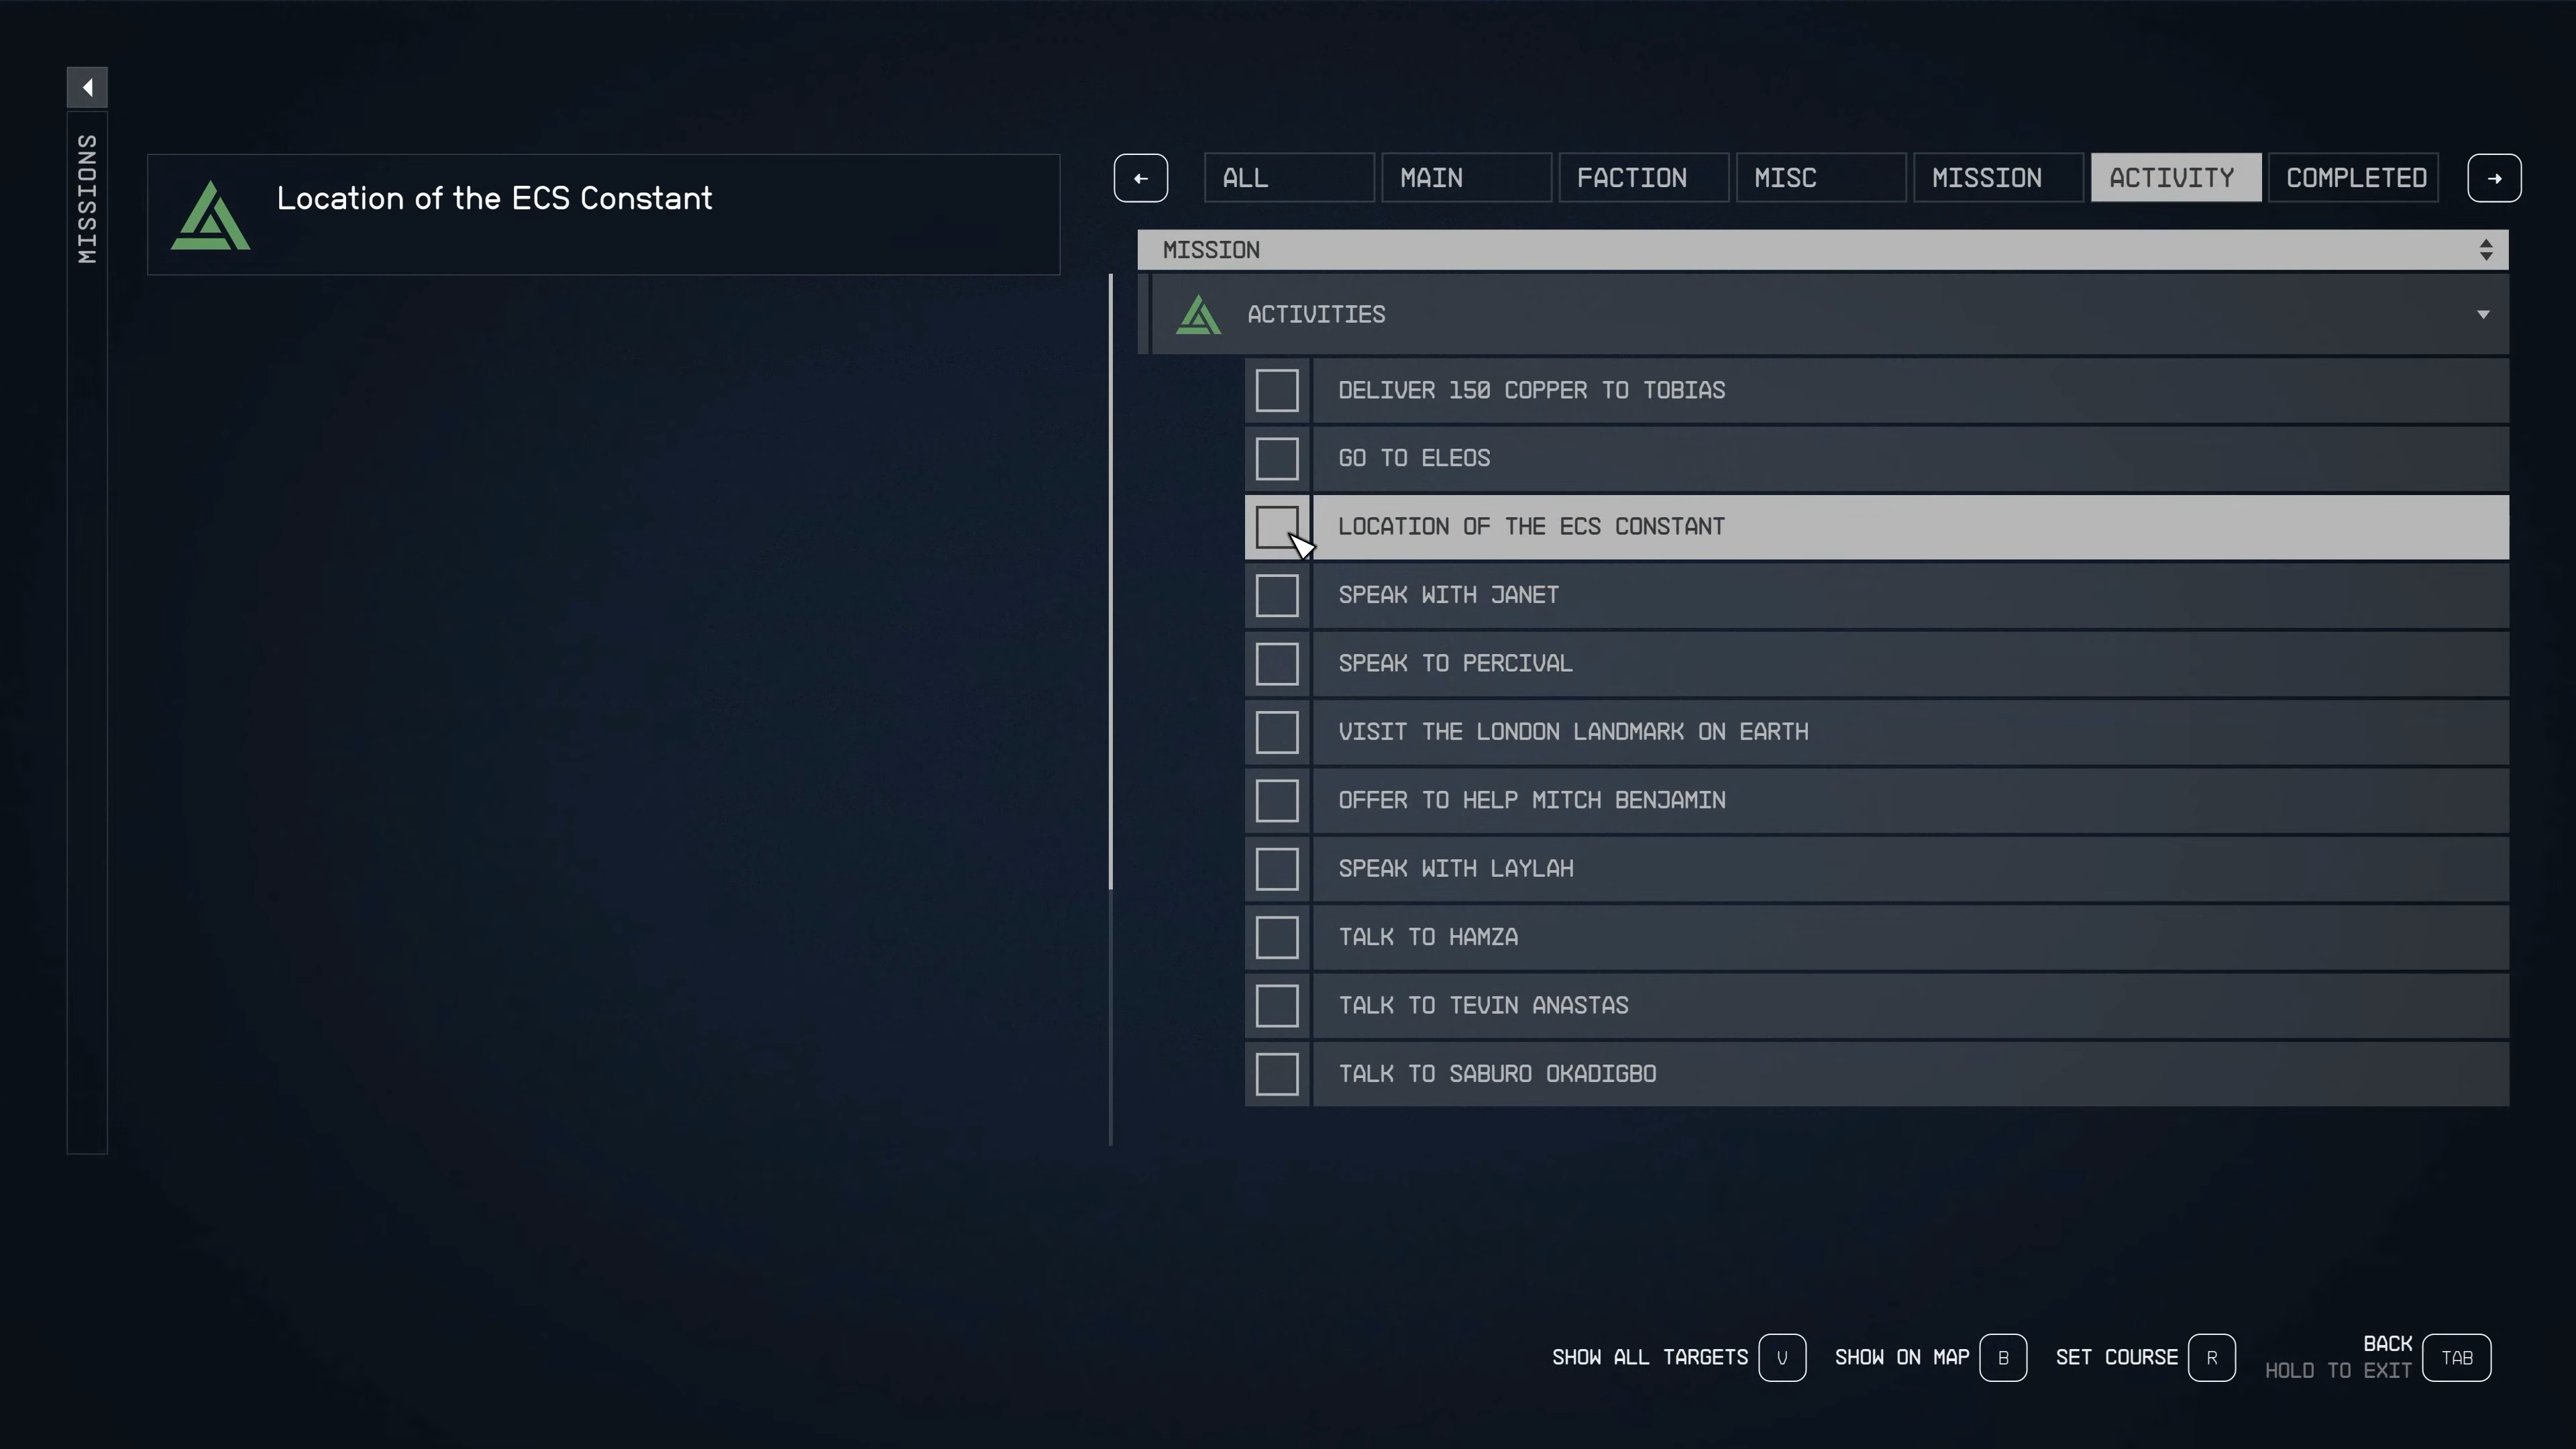 MISSIONS
Location of the ECS Constant
ALL
MAIN
FACTION
MISC
MISSION
ACTIVITY
COMPLETED
MISSION
ACTIVITIES
DELIVER 150 COPPER TO TOBIAS
GO TO ELEOS
LOCATION OF THE ECS CONSTANT
SPEAK WITH JANET
SPEAK TO PERCIVAL
VISIT THE LONDON LANDMARK ON EARTH
OFFER TO HELP MITCH BENJAMIN
SPEAK WITH LAYLAH
TALK TO HAMZA
TALK TO TEVIN ANASTAS
TALK TO SABURO OKADIGBO
SHOW ALL TARGETS V
SHOW ON MAP B
SET COURSE R
BACK
HOLD TO EXIT
TAB